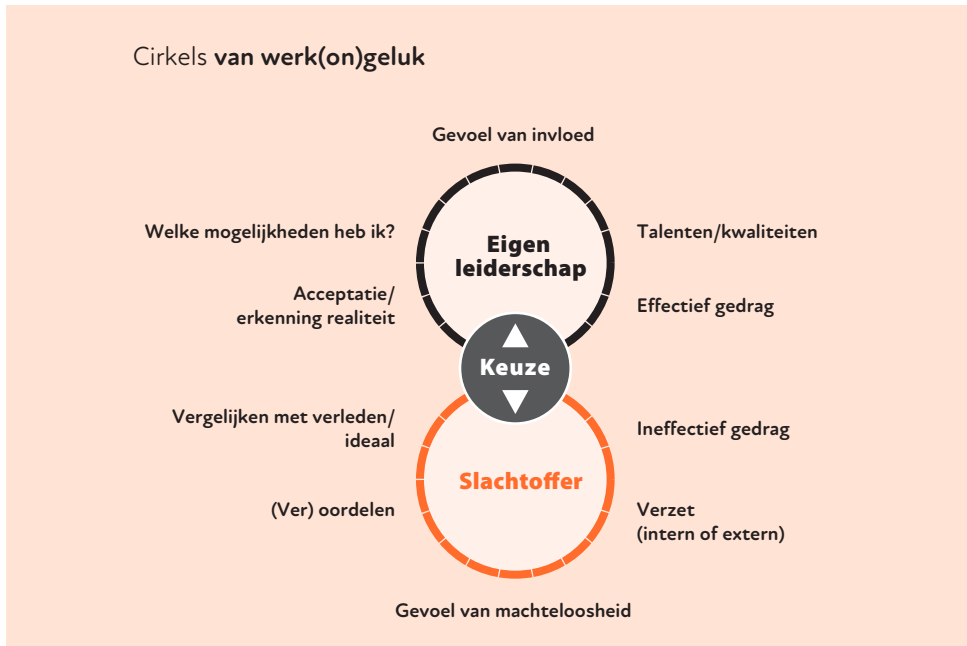 Cirkels van werk(on)geluk
Gevoel van invloed
Welke mogelijkheden heb ik?
Acceptatie/
erkenning realiteit
Eigen
leiderschap
Talenten/kwaliteiten
Effectief gedrag
Keuze
Vergelijken met verleden/
ideaal
(Ver) oordelen
Slachtoffer
Ineffectief gedrag
Verzet
(intern of extern)
Gevoel van machteloosheid